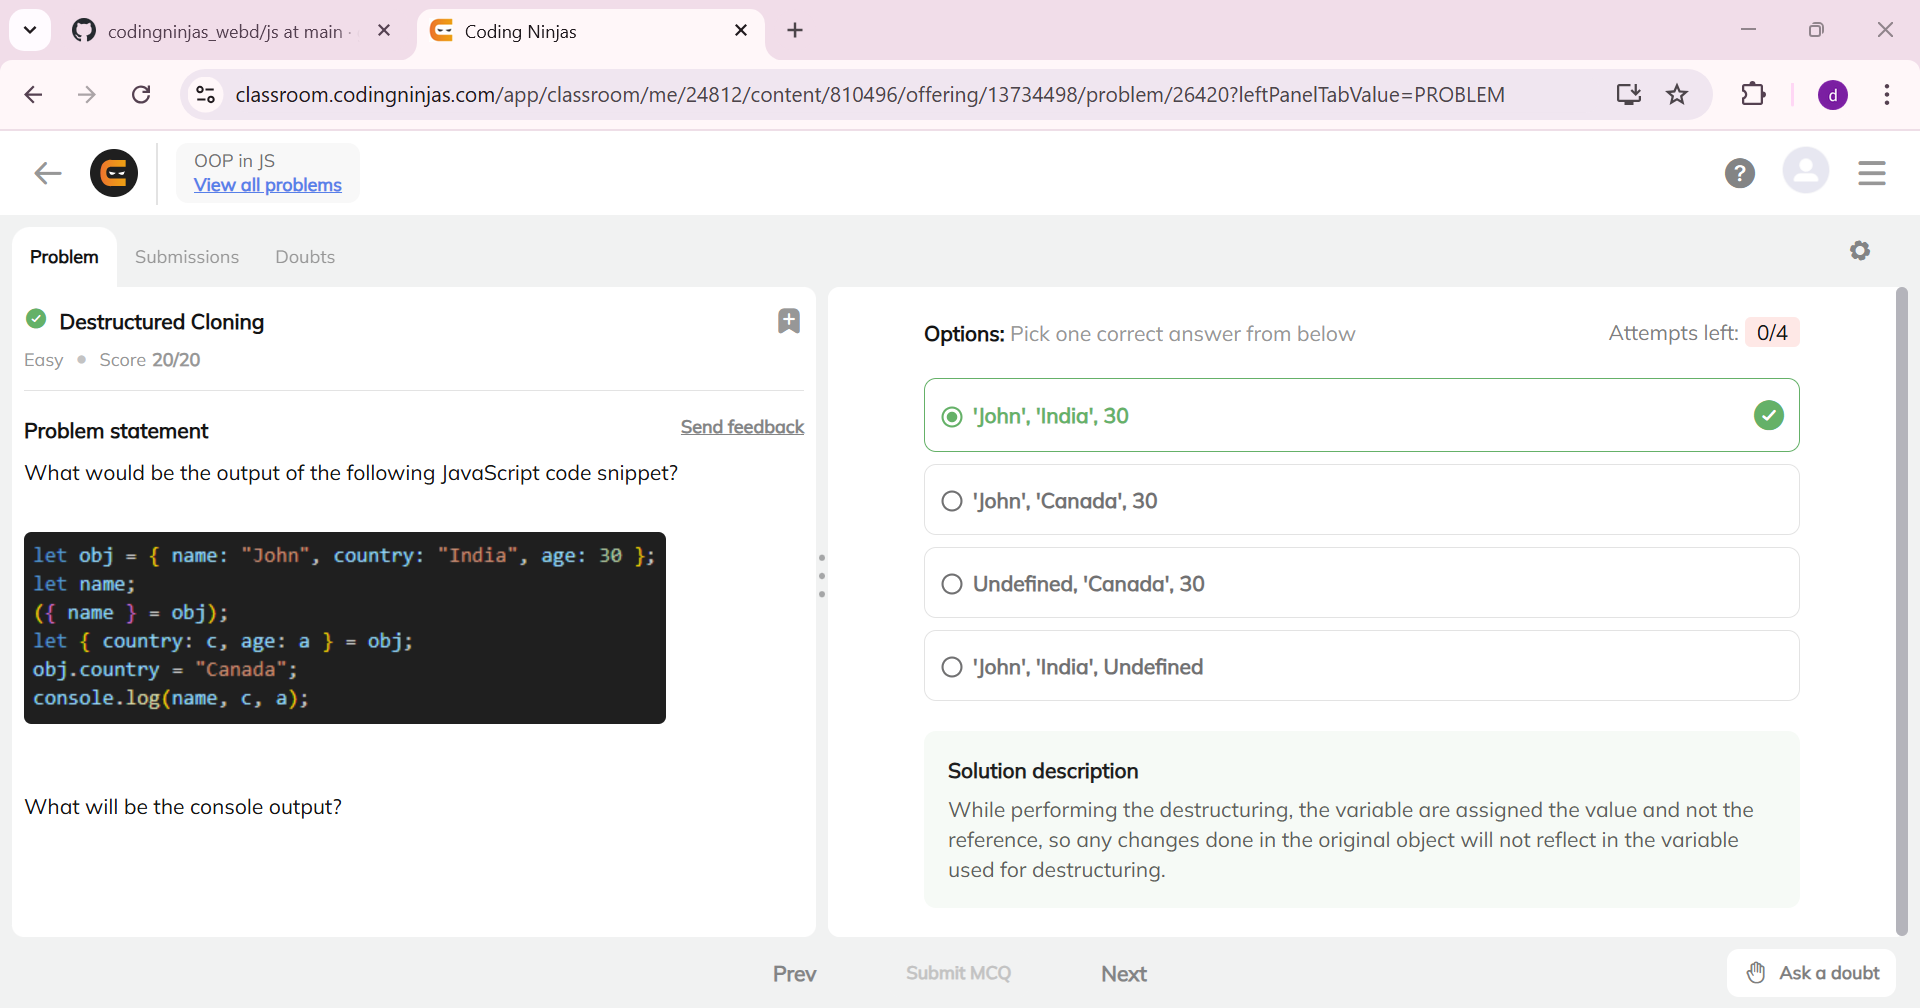 codingninjas_webd/js at main ·
Coding Ninjas
classroom.codingninjas.com/app/classroom/me/24812/content/810496/offering/13734498/problem/26420?leftPanelTabValue=PROBLEM
d
OOP in JS
View all problems
?
Problem
Submissions
Doubts
Destructured Cloning
Easy • Score 20/20
Problem statement
Send feedback
What would be the output of the following JavaScript code snippet?
let obj = { name: "John", country: "India", age: 30 };
let name;
({ name } = obj);
let { country: c, age: a } = obj;
obj.country = "Canada";
console.log(name, c, a);
What will be the console output?
Options: Pick one correct answer from below
Attempts left: 0/4
'John', 'India', 30
'John', 'Canada', 30
Undefined, 'Canada', 30
'John', 'India', Undefined
Solution description
While performing the destructuring, the variable are assigned the value and not the
reference, so any changes done in the original object will not reflect in the variable
used for destructuring.
Prev
Submit MCQ
Next
Ask a doubt